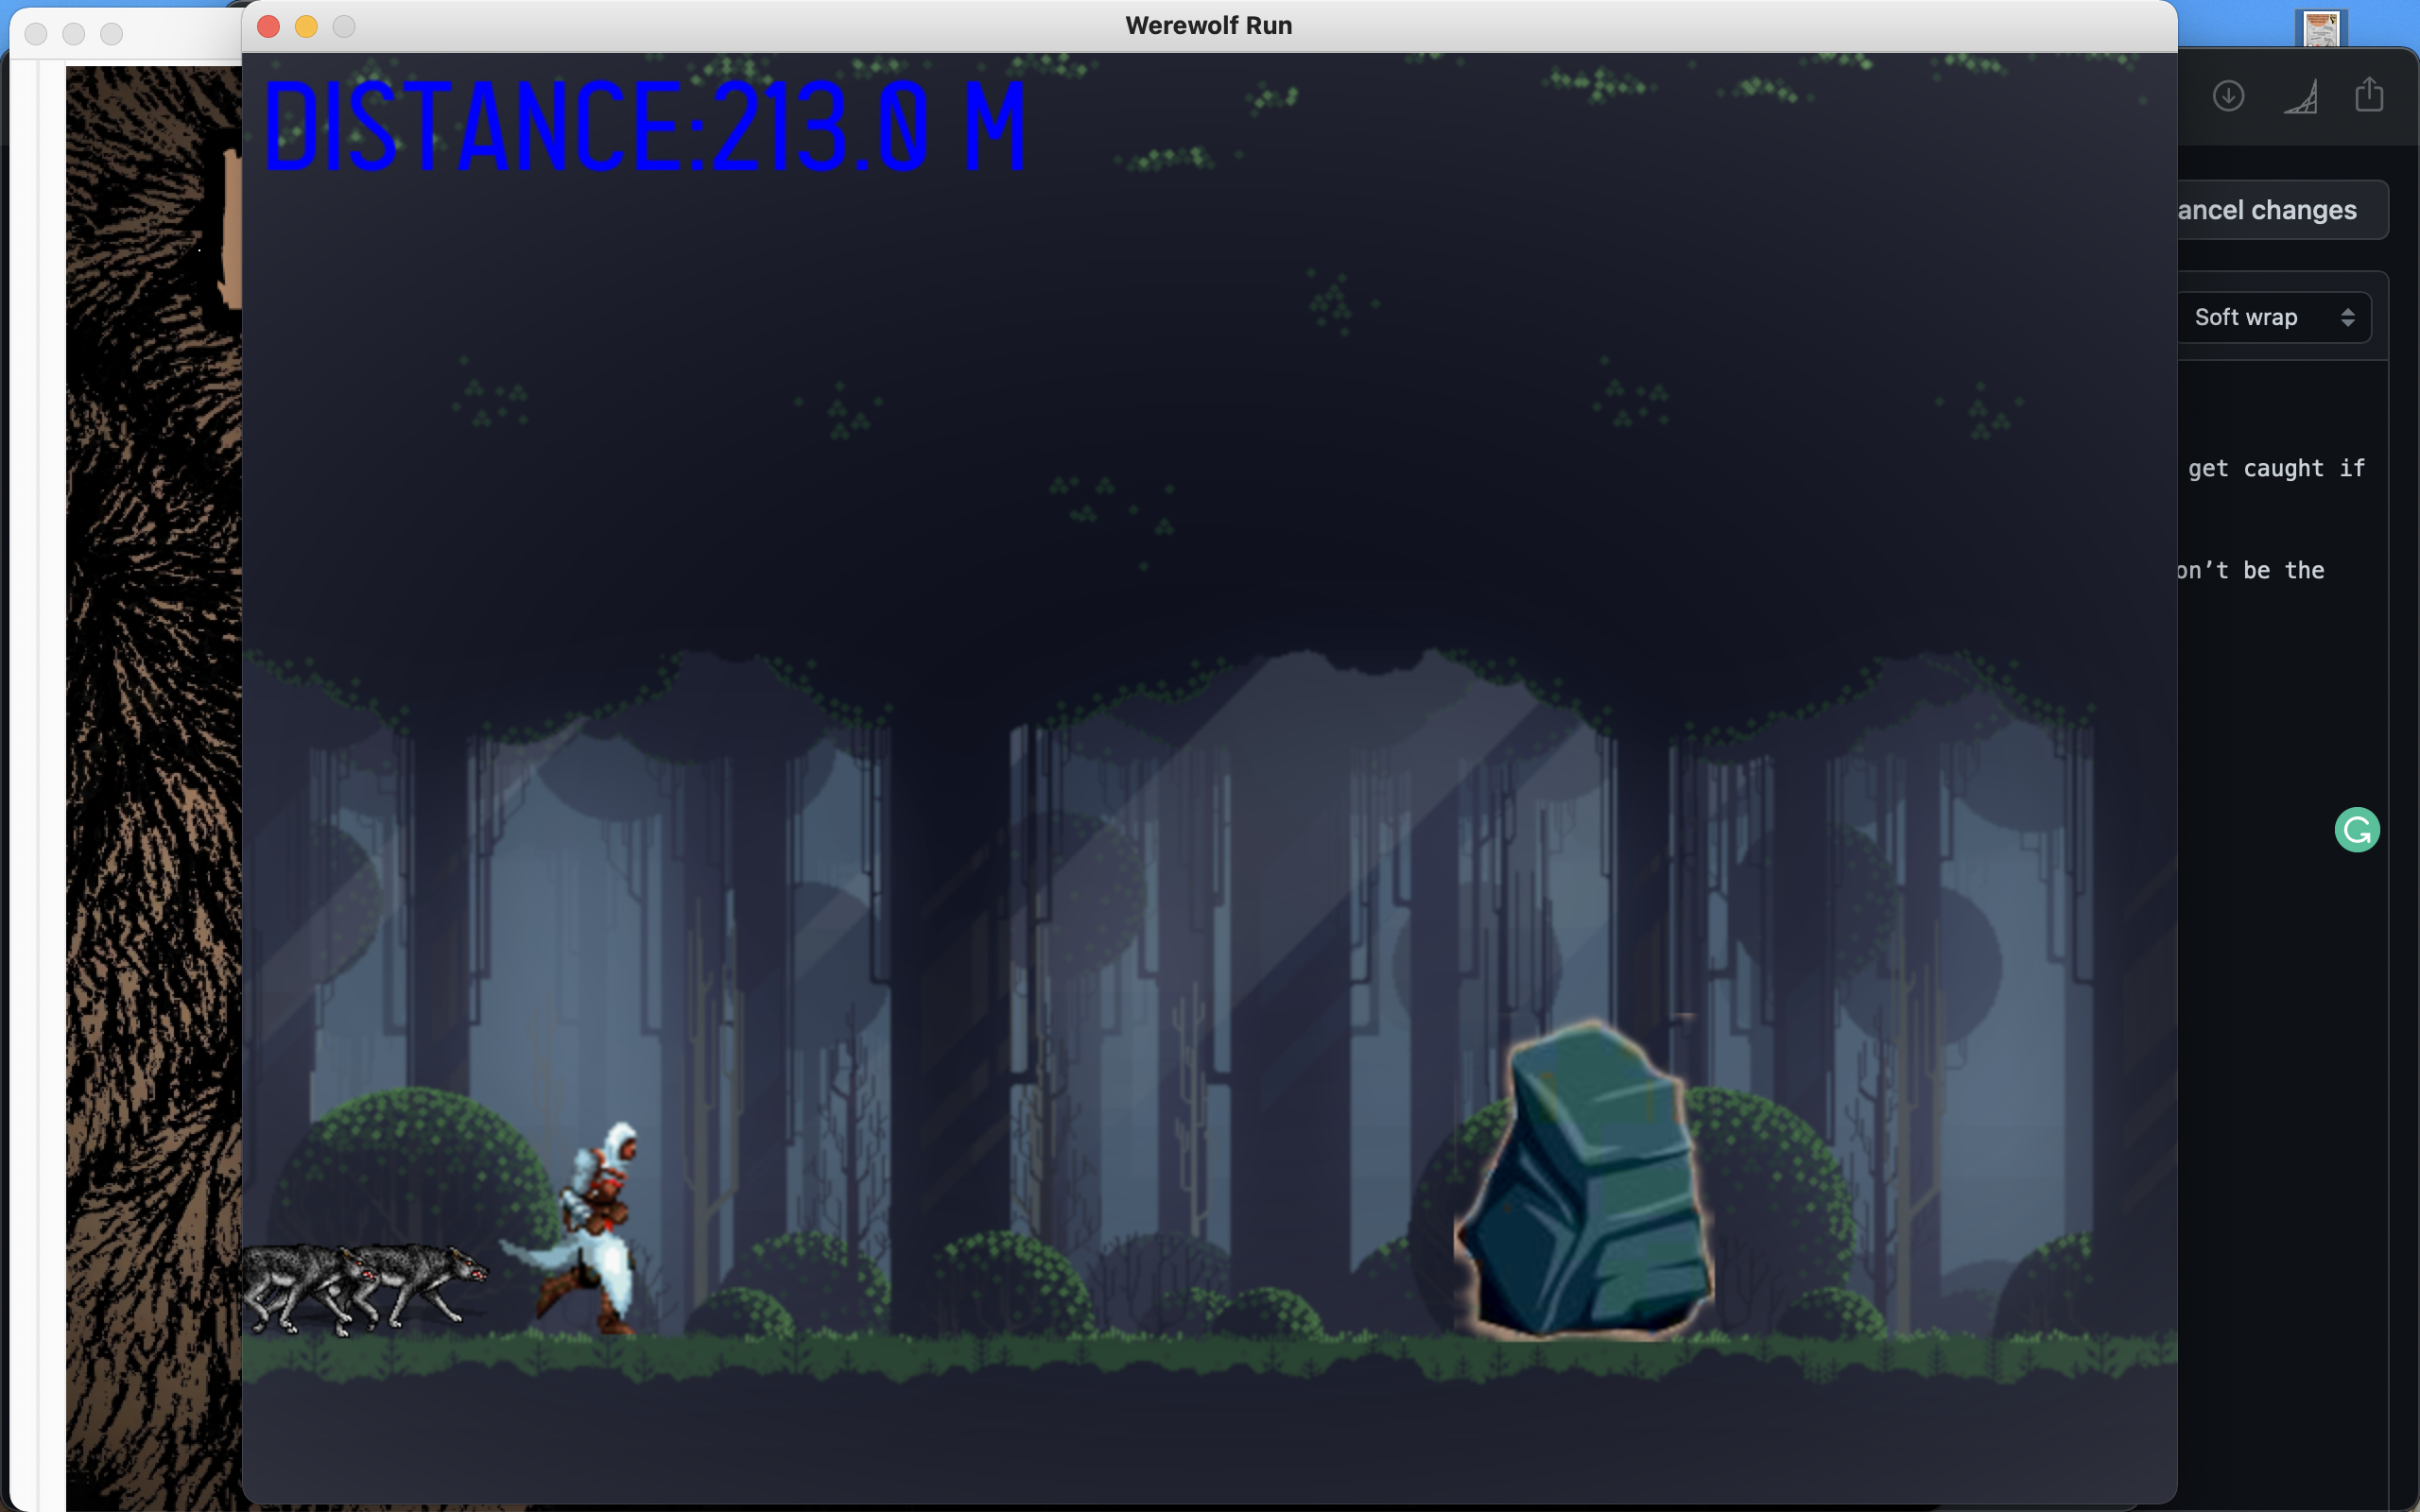 Werewolf Run
DISTANCE:213.0 M
ancel changes
Soft wrap
get caught if
on’t be the